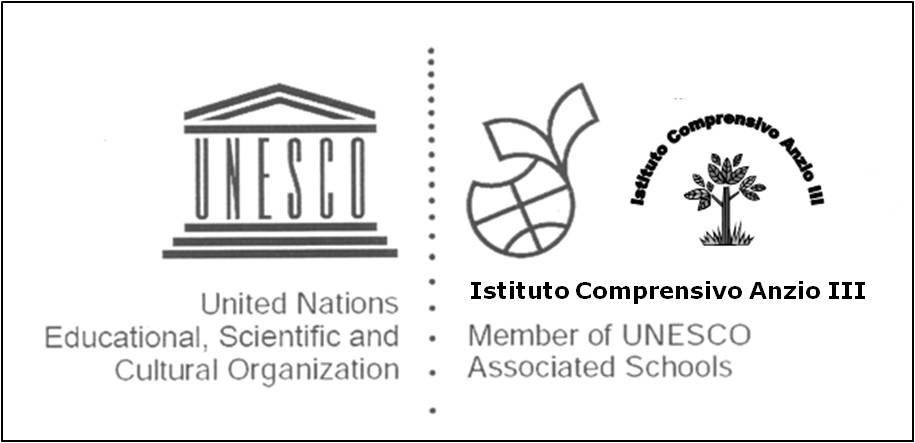 UNESCO
United Nations
Educational, Scientific and
Cultural Organization
Istituto Comprensivo Anzio III
Istituto Comprensivo Anzio III
Member of UNESCO
Associated Schools